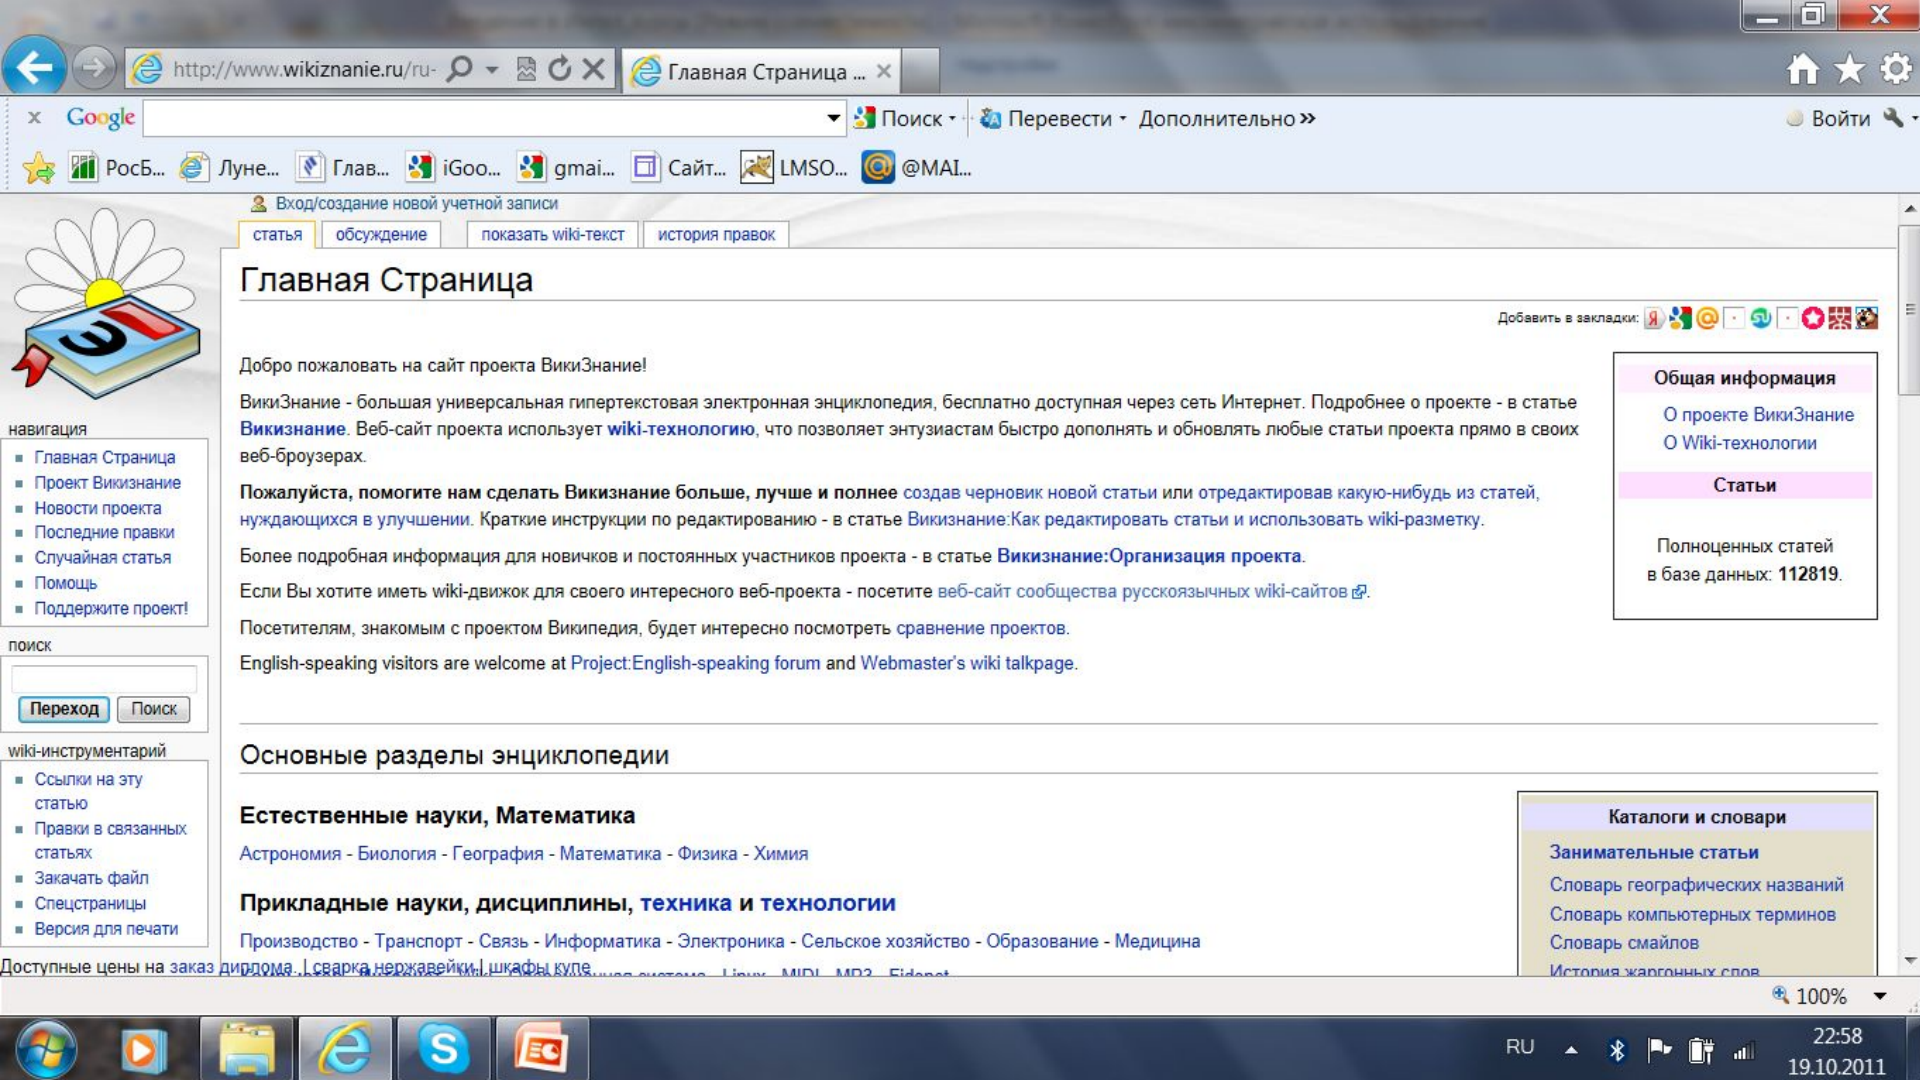 http://www.wikiznanie.ru/ru-
Главная Страница ...
Google
Поиск
Перевести
Дополнительно »
Войти
РосБ...
Луне...
Глав...
iGoo...
gmai...
Сайт...
LMSO...
@MAI...
Вход/создание новой учетной записи
статья
обсуждение
показать wiki-текст
история правок
Главная Страница
Добавить в закладки:
Добро пожаловать на сайт проекта ВикиЗнание!
ВикиЗнание - большая универсальная гипертекстовая электронная энциклопедия, бесплатно доступная через сеть Интернет. Подробнее о проекте - в статье
Викизнание. Веб-сайт проекта использует wiki-технологию, что позволяет энтузиастам быстро дополнять и обновлять любые статьи проекта прямо в своих
веб-броузерах.
Пожалуйста, помогите нам сделать Викизнание больше, лучше и полнее создав черновик новой статьи или отредактировав какую-нибудь из статей,
нуждающихся в улучшении. Краткие инструкции по редактированию - в статье Викизнание:Как редактировать статьи и использовать wiki-разметку.
Более подробная информация для новичков и постоянных участников проекта - в статье Викизнание:Организация проекта.
Если Вы хотите иметь wiki-движок для своего интересного веб-проекта - посетите веб-сайт сообщества русскоязычных wiki-сайтов.
Посетителям, знакомым с проектом Википедия, будет интересно посмотреть сравнение проектов.
English-speaking visitors are welcome at Project:English-speaking forum and Webmaster's wiki talkpage.
Общая информация
О проекте ВикиЗнание
О Wiki-технологии
Статьи
Полноценных статей
в базе данных: 112819.
навигация
Главная Страница
Проект Викизнание
Новости проекта
Последние правки
Случайная статья
Помощь
Поддержите проект!
поиск
Переход
Поиск
wiki-инструментарий
Ссылки на эту
статью
Правки в связанных
статьях
Закачать файл
Спецстраницы
Версия для печати
Основные разделы энциклопедии
Естественные науки, Математика
Астрономия - Биология - География - Математика - Физика - Химия
Прикладные науки, дисциплины, техника и технологии
Производство - Транспорт - Связь - Информатика - Электроника - Сельское хозяйство - Образование - Медицина
Linux - MIDI - MP3 - Fidonet
Каталоги и словари
Занимательные статьи
Словарь географических названий
Словарь компьютерных терминов
Словарь смайлов
История жаргонных слов
Доступные цены на заказ диплома. | сварка нержавейки | шкафы купе
100%
RU
22:58
19.10.2011